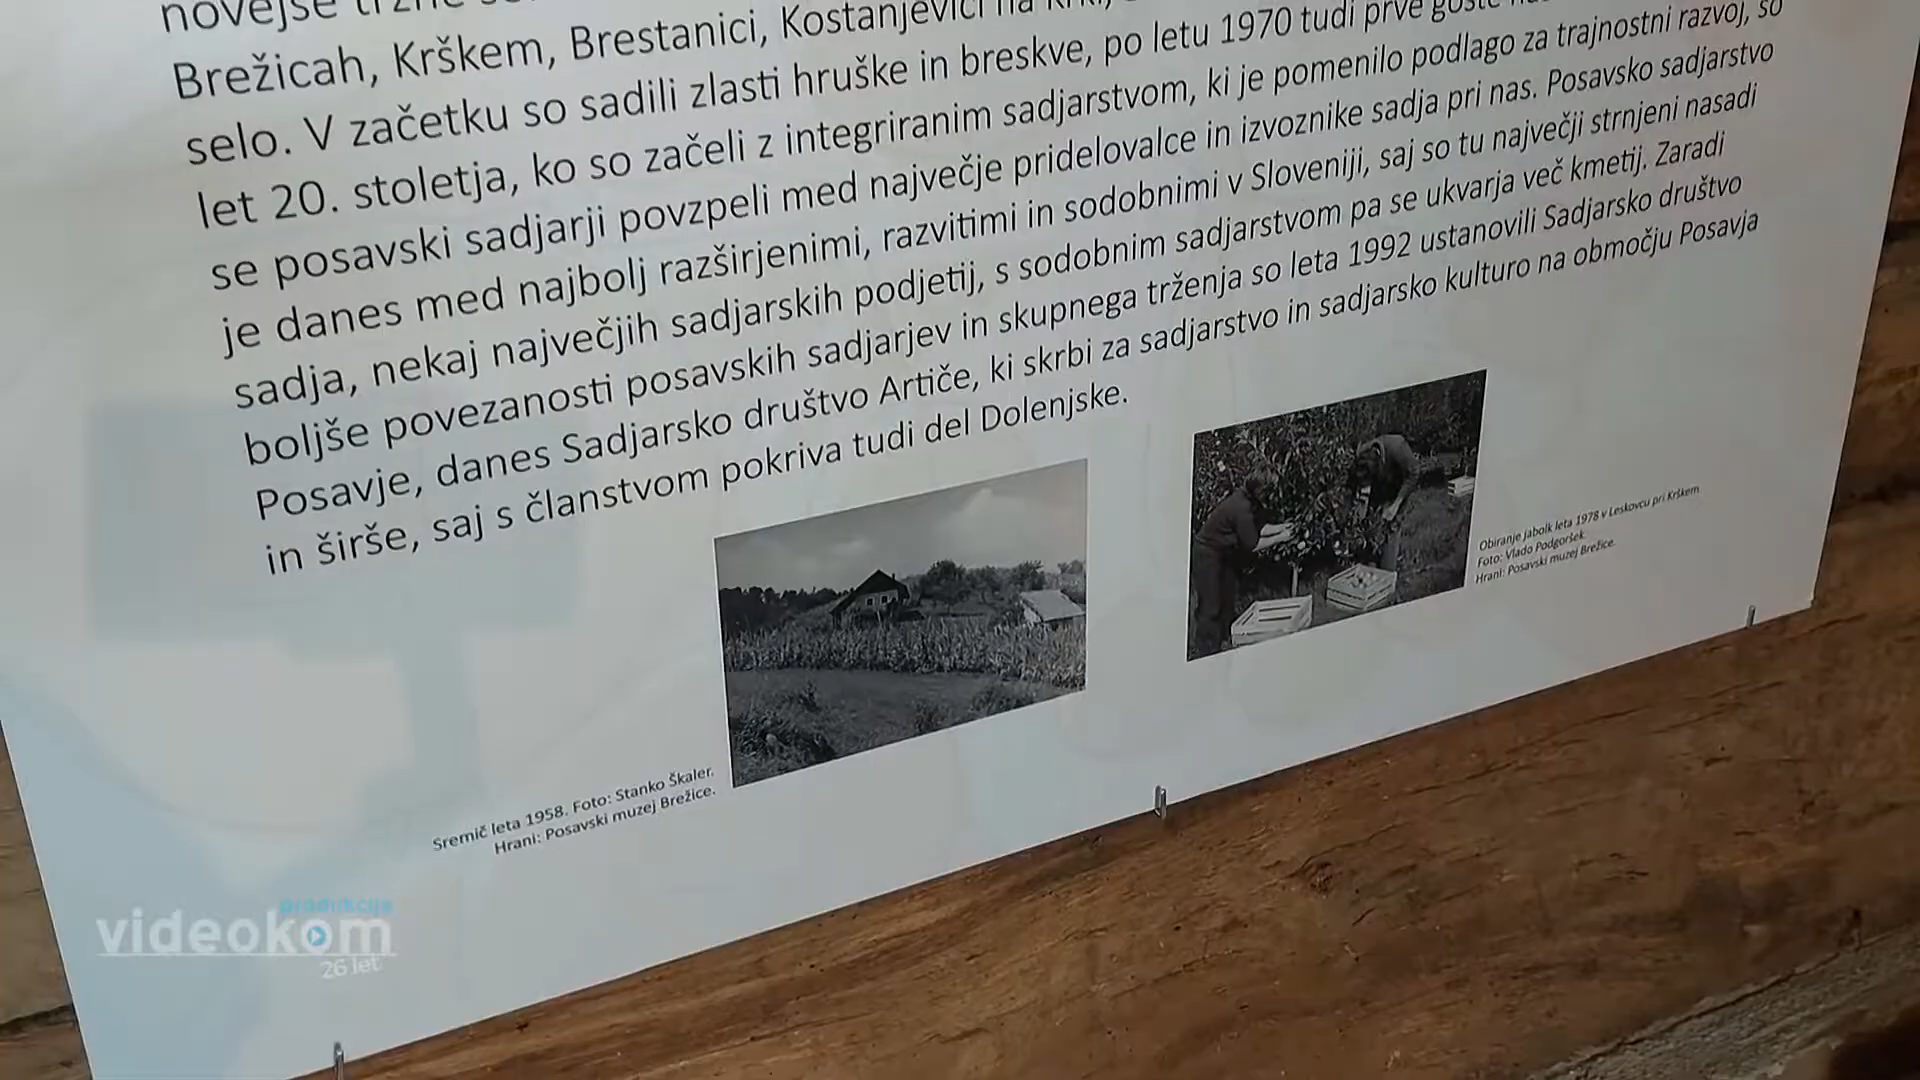 novejše tržne
Brežicah, Krškem, Brestanici, Kostanjevici na Krki,
selo. V začetku so sadili zlasti hruške in breskve, po letu 1970 tudi prve goste
let 20. stoletja, ko so začeli z integriranim sadjarstvom, ki je pomenilo podlago za trajnostni razvoj, so
se posavski sadjarji povzpeli med največje pridelovalce in izvoznike sadja pri nas. Posavsko sadjarstvo
je danes med najbolj razširjenimi, razvitimi in sodobnimi v Sloveniji, saj so tu največji strnjeni nasadi
sadja, nekaj največjih sadjarskih podjetij, s sodobnim sadjarstvom pa se ukvarja več kmetij. Zaradi
boljše povezanosti posavskih sadjarjev in skupnega trženja so leta 1992 ustanovili Sadjarsko društvo
Posavje, danes Sadjarsko društvo Artiče, ki skrbi za sadjarstvo in sadjarsko kulturo na območju Posavja
in širše, saj s članstvom pokriva tudi del Dolenjske.
Obiranje jabolk leta 1978 v Leskovcu pri Krškem
Foto: Vlado Podgoršek.
Hrani: Posavski muzej Brežice.
Sremič leta 1958. Foto: Stanko Škaler.
Hrani: Posavski muzej Brežice.
produkcija
videokom
26 let